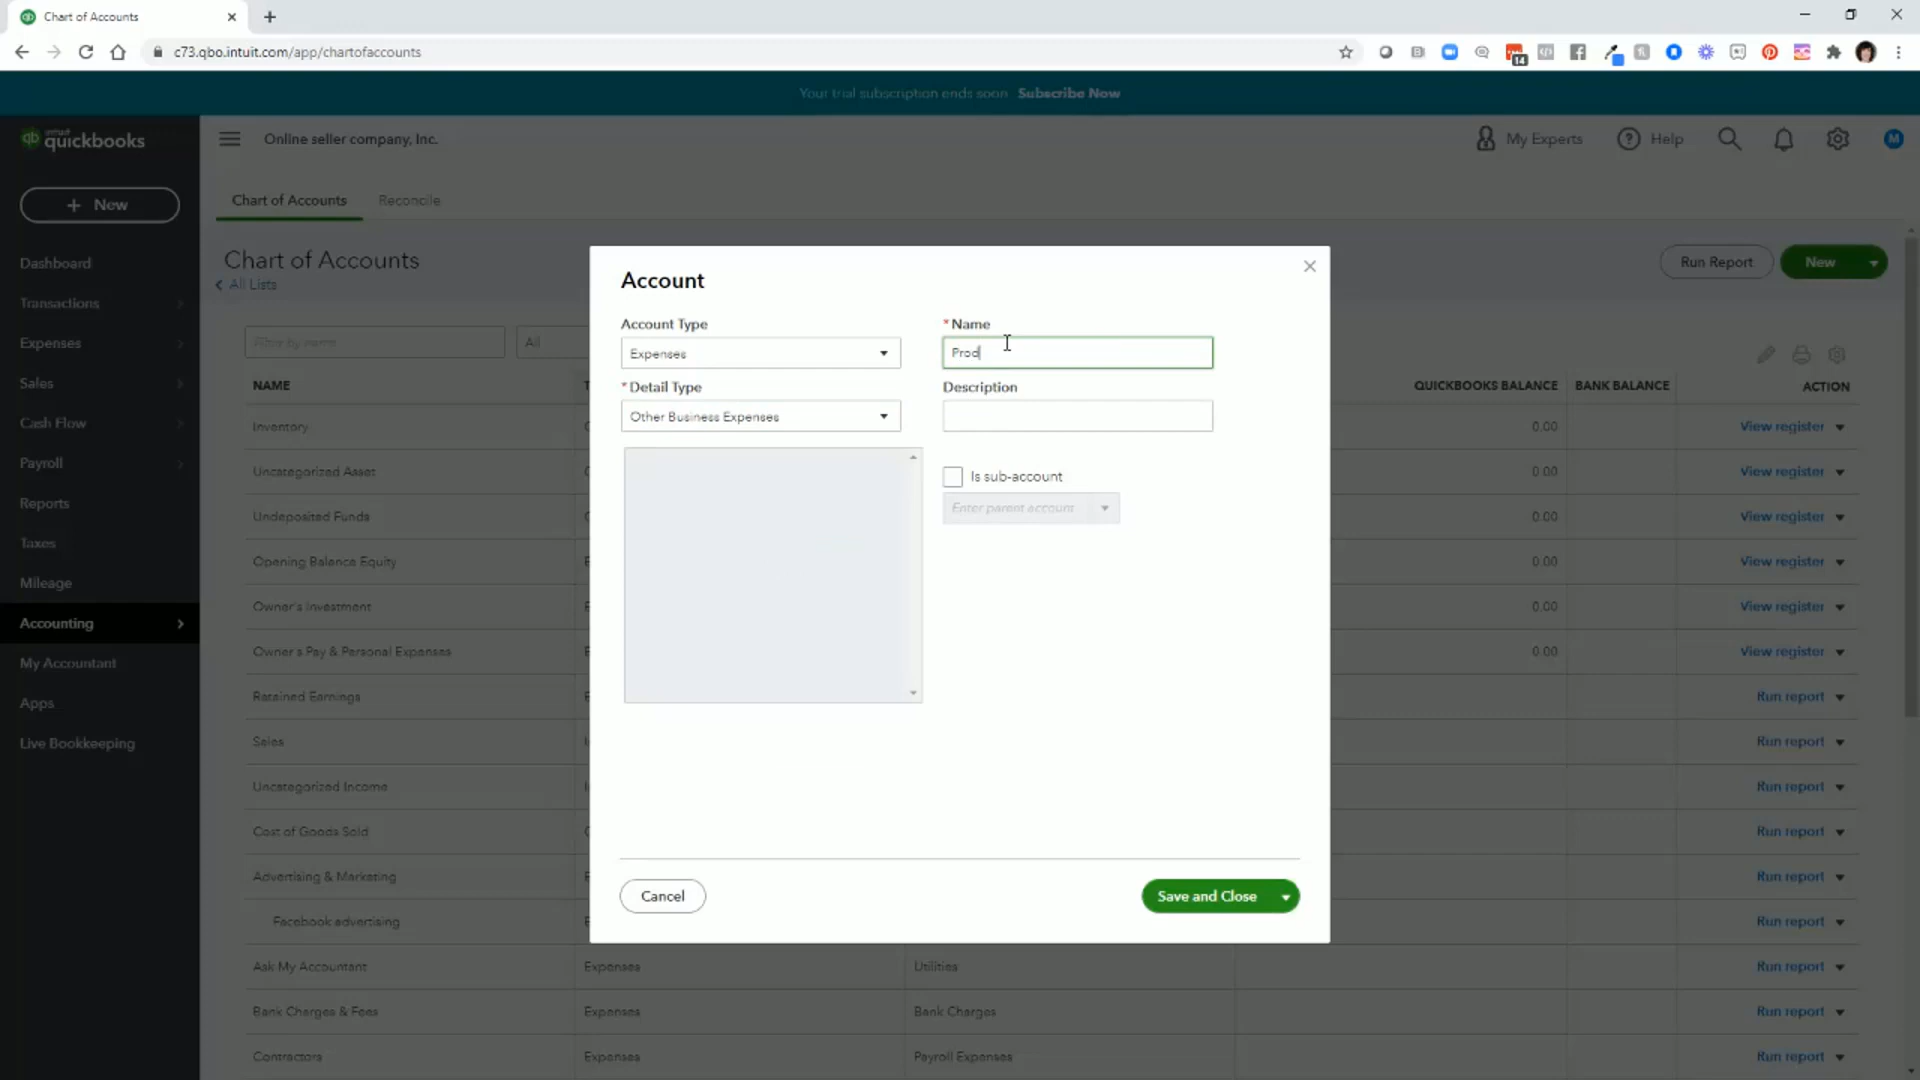 Chart of Accounts
c73.qbo.intuit.com/app/chartofaccounts
14
Your trial subscription ends soon Subscribe Now
intuit quickbooks
Online seller company, Inc.
My Experts
Help
M
New
Chart of Accounts
Reconcile
Dashboard
Transactions
Expenses
Sales
Cash Flow
Payroll
Reports
Taxes
Mileage
Accounting
My Accountant
Apps
Live Bookkeeping
Chart of Accounts
All Lists
Run Report
New
Filter by name
All
NAME
QUICKBOOKS BALANCE
BANK BALANCE
ACTION
Inventory 0.00 View register
Uncategorized Asset 0.00 View register
Undeposited Funds 0.00 View register
Opening Balance Equity 0.00 View register
Owner's Investment 0.00 View register
Owner's Pay & Personal Expenses 0.00 View register
Retained Earnings Run report
Sales Run report
Uncategorized Income Run report
Cost of Goods Sold Run report
Advertising & Marketing Run report
Facebook advertising Run report
Ask My Accountant Expenses Utilities Run report
Bank Charges & Fees Expenses Bank Charges Run report
Contractors Expenses Payroll Expenses Run report
Account
Account Type
Expenses
* Name
Prod
* Detail Type
Other Business Expenses
Description
Is sub-account
Enter parent account
Cancel
Save and Close